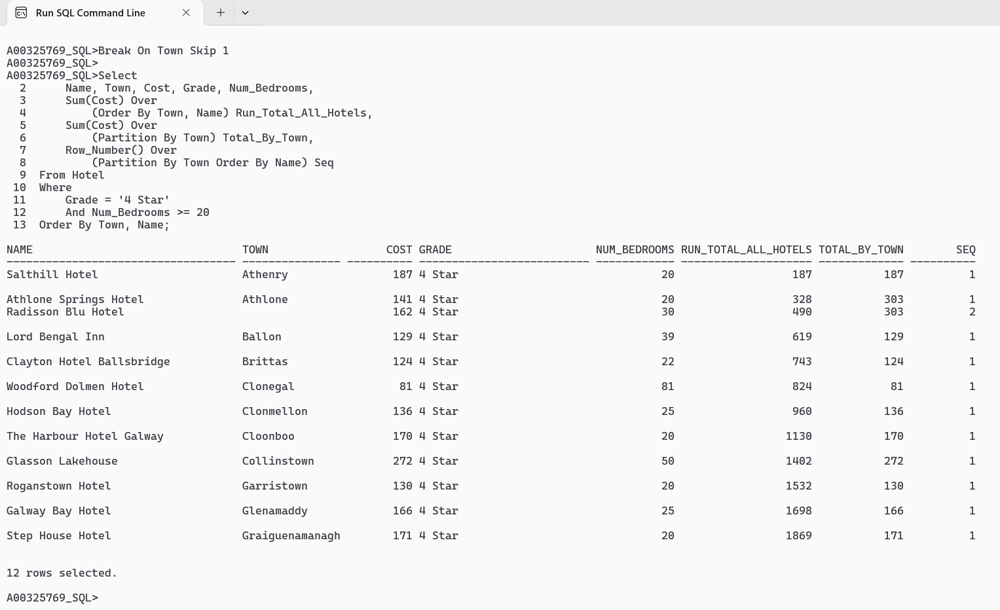 Run SQL Command Line
A00325769_SQL>Break On Town Skip 1
A00325769_SQL>
A00325769_SQL>Select
  2      Name, Town, Cost, Grade, Num_Bedrooms,
  3      Sum(Cost) Over
  4          (Order By Town, Name) Run_Total_All_Hotels,
  5      Sum(Cost) Over
  6          (Partition By Town) Total_By_Town,
  7      Row_Number() Over
  8          (Partition By Town Order By Name) Seq
  9  From Hotel
 10  Where
 11      Grade = '4 Star'
 12      And Num_Bedrooms >= 20
 13  Order By Town, Name;
NAME TOWN COST GRADE NUM_BEDROOMS RUN_TOTAL_ALL_HOTELS TOTAL_BY_TOWN SEQ
----------------------------------- --------------- ---------- -------------------------- ------------ -------------------- ------------- ----------
Salthill Hotel Athenry 187 4 Star 20 187 187 1
Athlone Springs Hotel Athlone 141 4 Star 20 328 303 1
Radisson Blu Hotel 162 4 Star 30 490 303 2
Lord Bengal Inn Ballon 129 4 Star 39 619 129 1
Clayton Hotel Ballsbridge Brittas 124 4 Star 22 743 124 1
Woodford Dolmen Hotel Clonegal 81 4 Star 81 824 81 1
Hodson Bay Hotel Clonmellon 136 4 Star 25 960 136 1
The Harbour Hotel Galway Cloonboo 170 4 Star 20 1130 170 1
Glasson Lakehouse Collinstown 272 4 Star 50 1402 272 1
Roganstown Hotel Garristown 130 4 Star 20 1532 130 1
Galway Bay Hotel Glenamaddy 166 4 Star 25 1698 166 1
Step House Hotel Graiguenamanagh 171 4 Star 20 1869 171 1
12 rows selected.
A00325769_SQL>